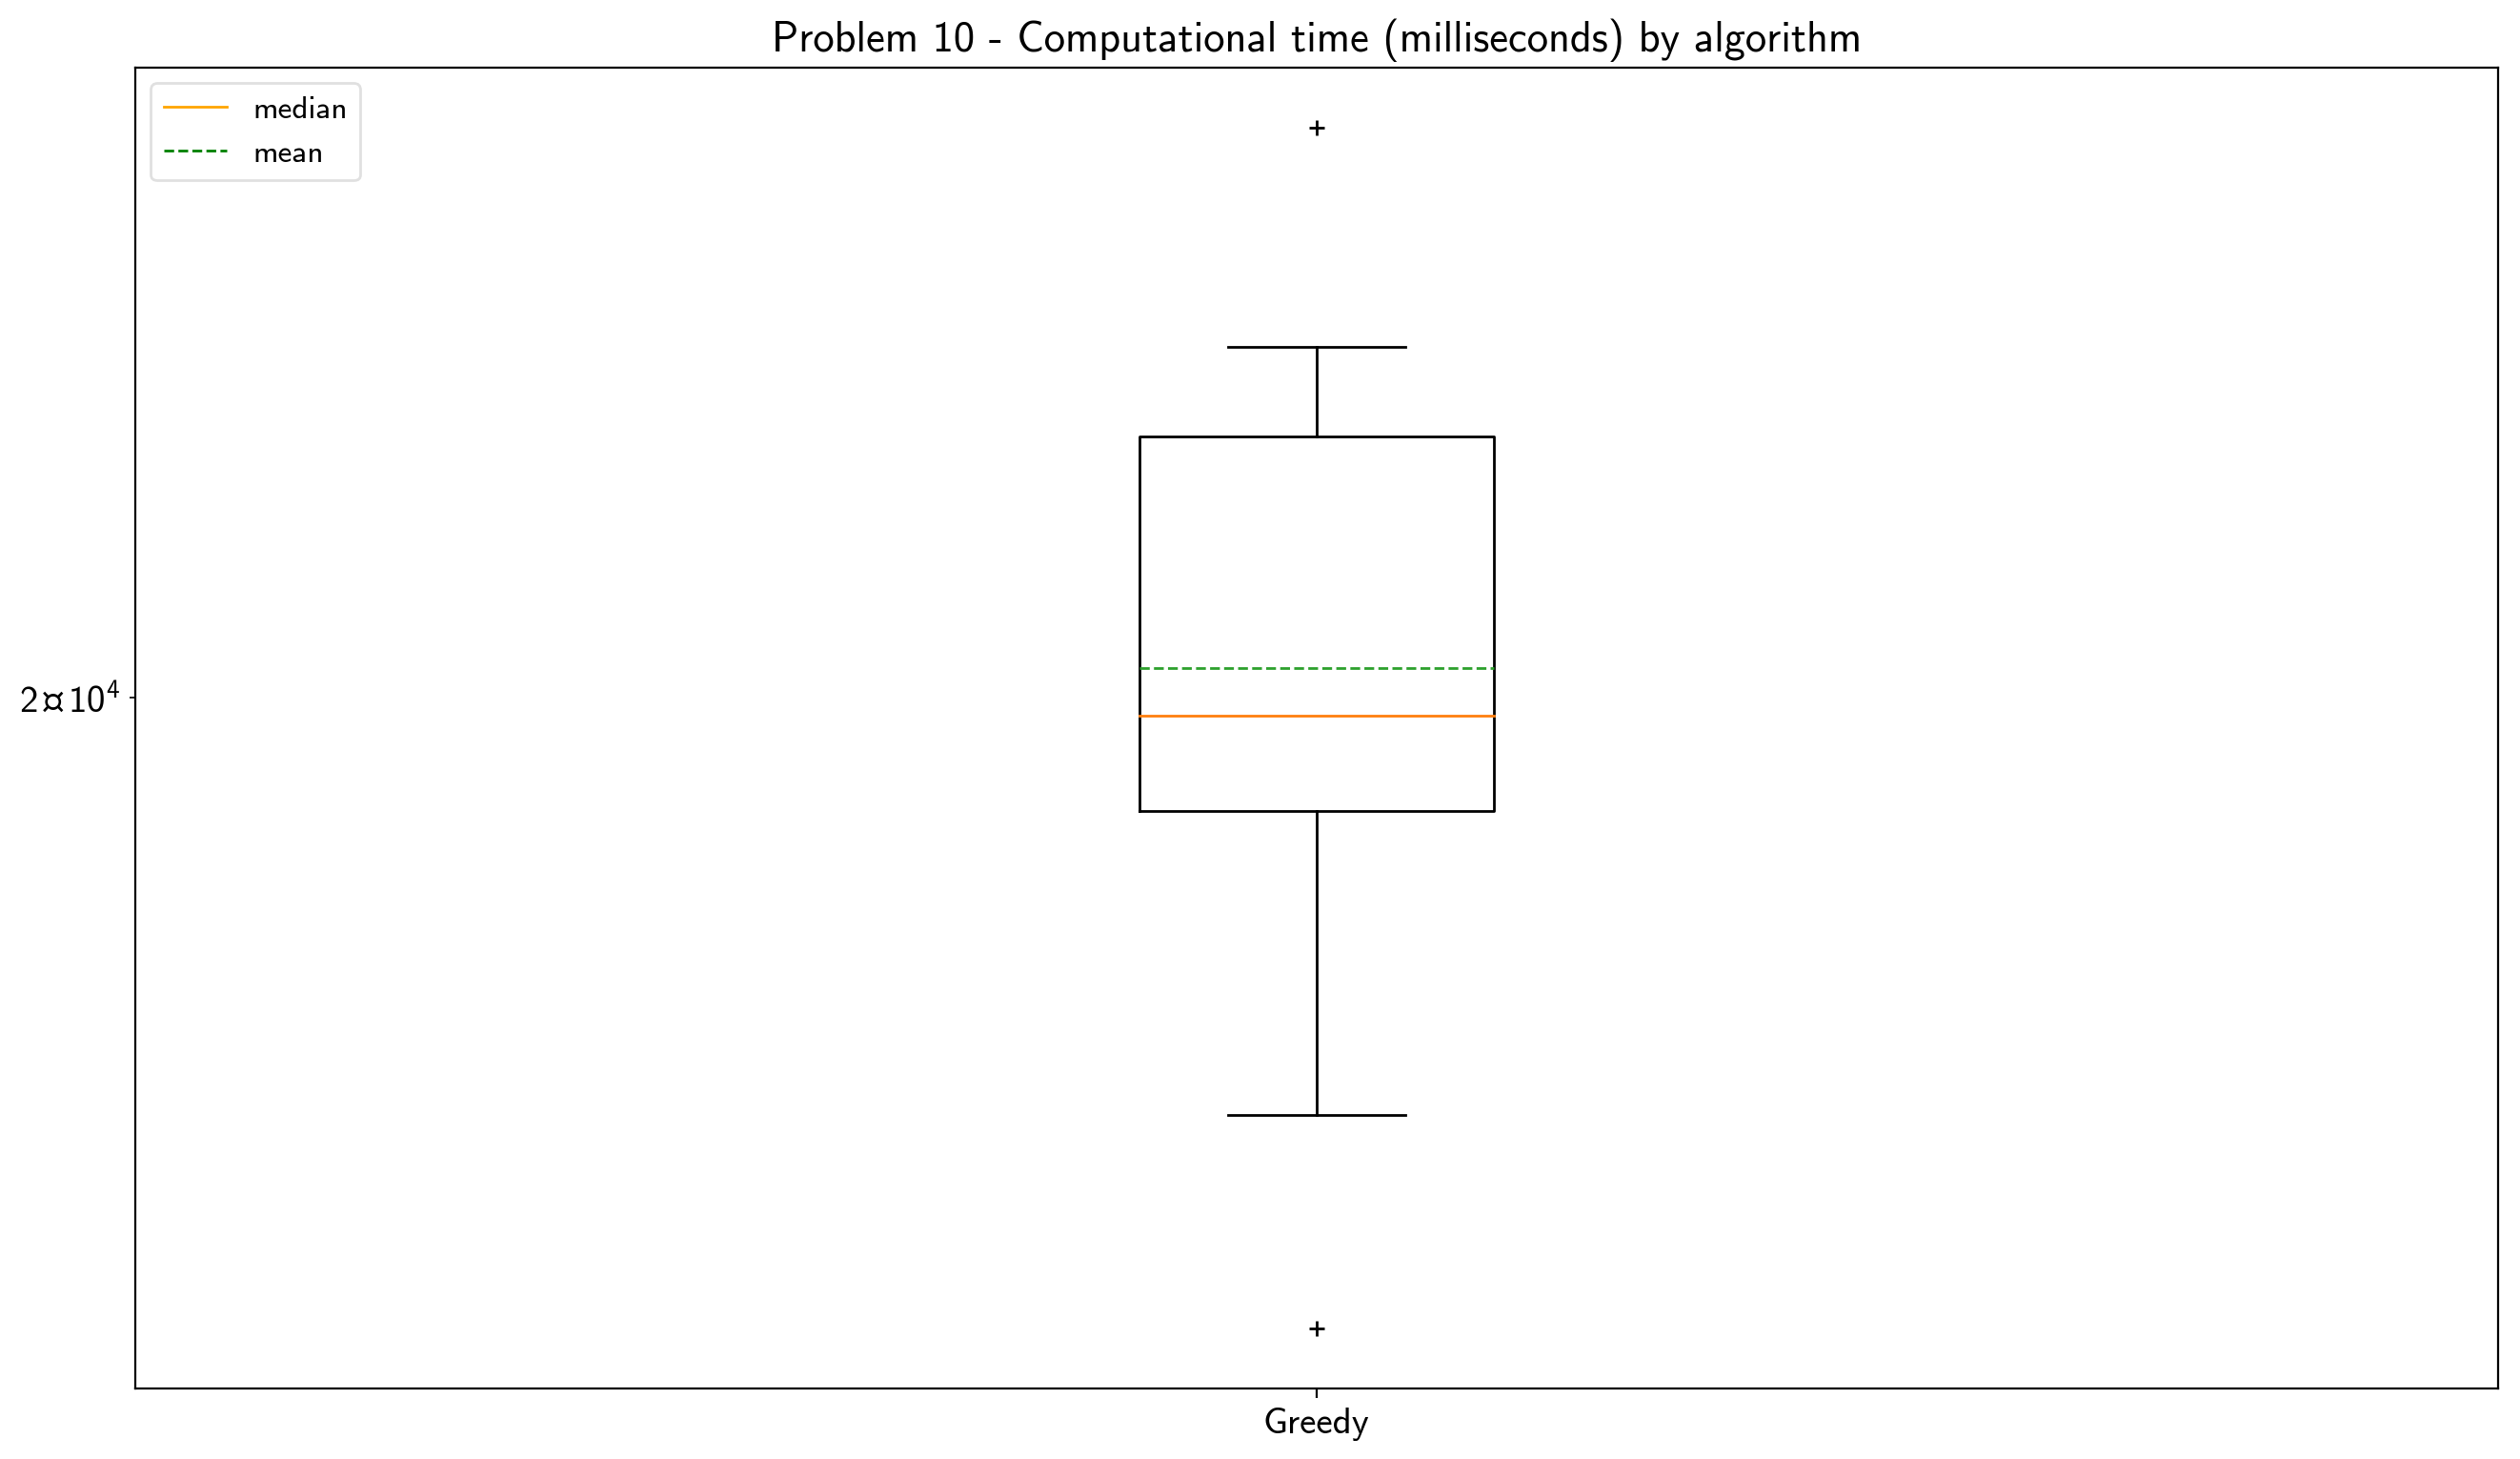 Problem 10 - Computational time (milliseconds) by algorithm
median
mean
2¤10⁴
Greedy